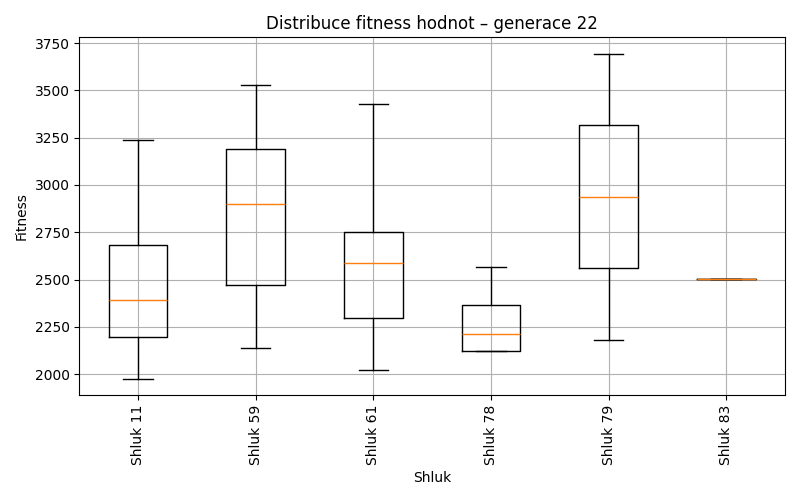 Distribuce fitness hodnot – generace 22
Fitness
3750
3500
3250
3000
2750
2500
2250
2000
Shluk 11
Shluk 59
Shluk 61
Shluk 78
Shluk 79
Shluk 83
Shluk